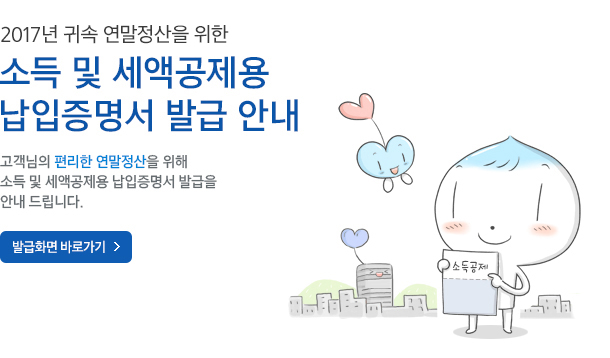 2017년 귀속 연말정산을 위한
소득 및 세액공제용
납입증명서 발급 안내
고객님의 편리한 연말정산을 위해
소득 및 세액공제용 납입증명서 발급을
안내 드립니다.
발급화면 바로가기 >
소득공제